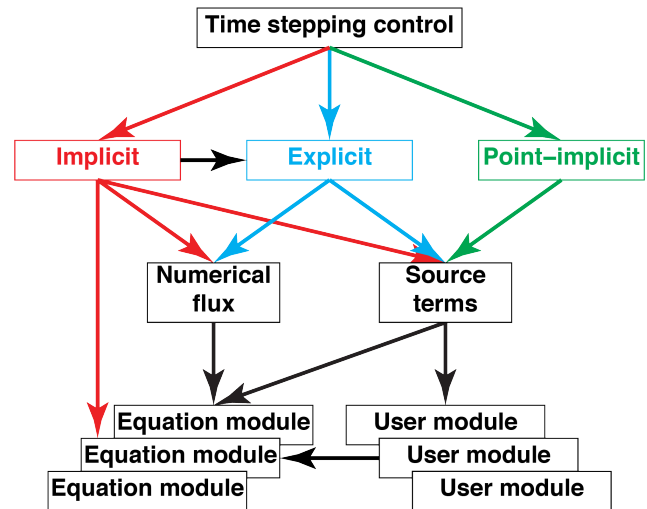 Time stepping control
Implicit
Explicit
Point–implicit
Numerical
flux
Source
terms
Equation module
User module
Equation module
User module
Equation module
User module